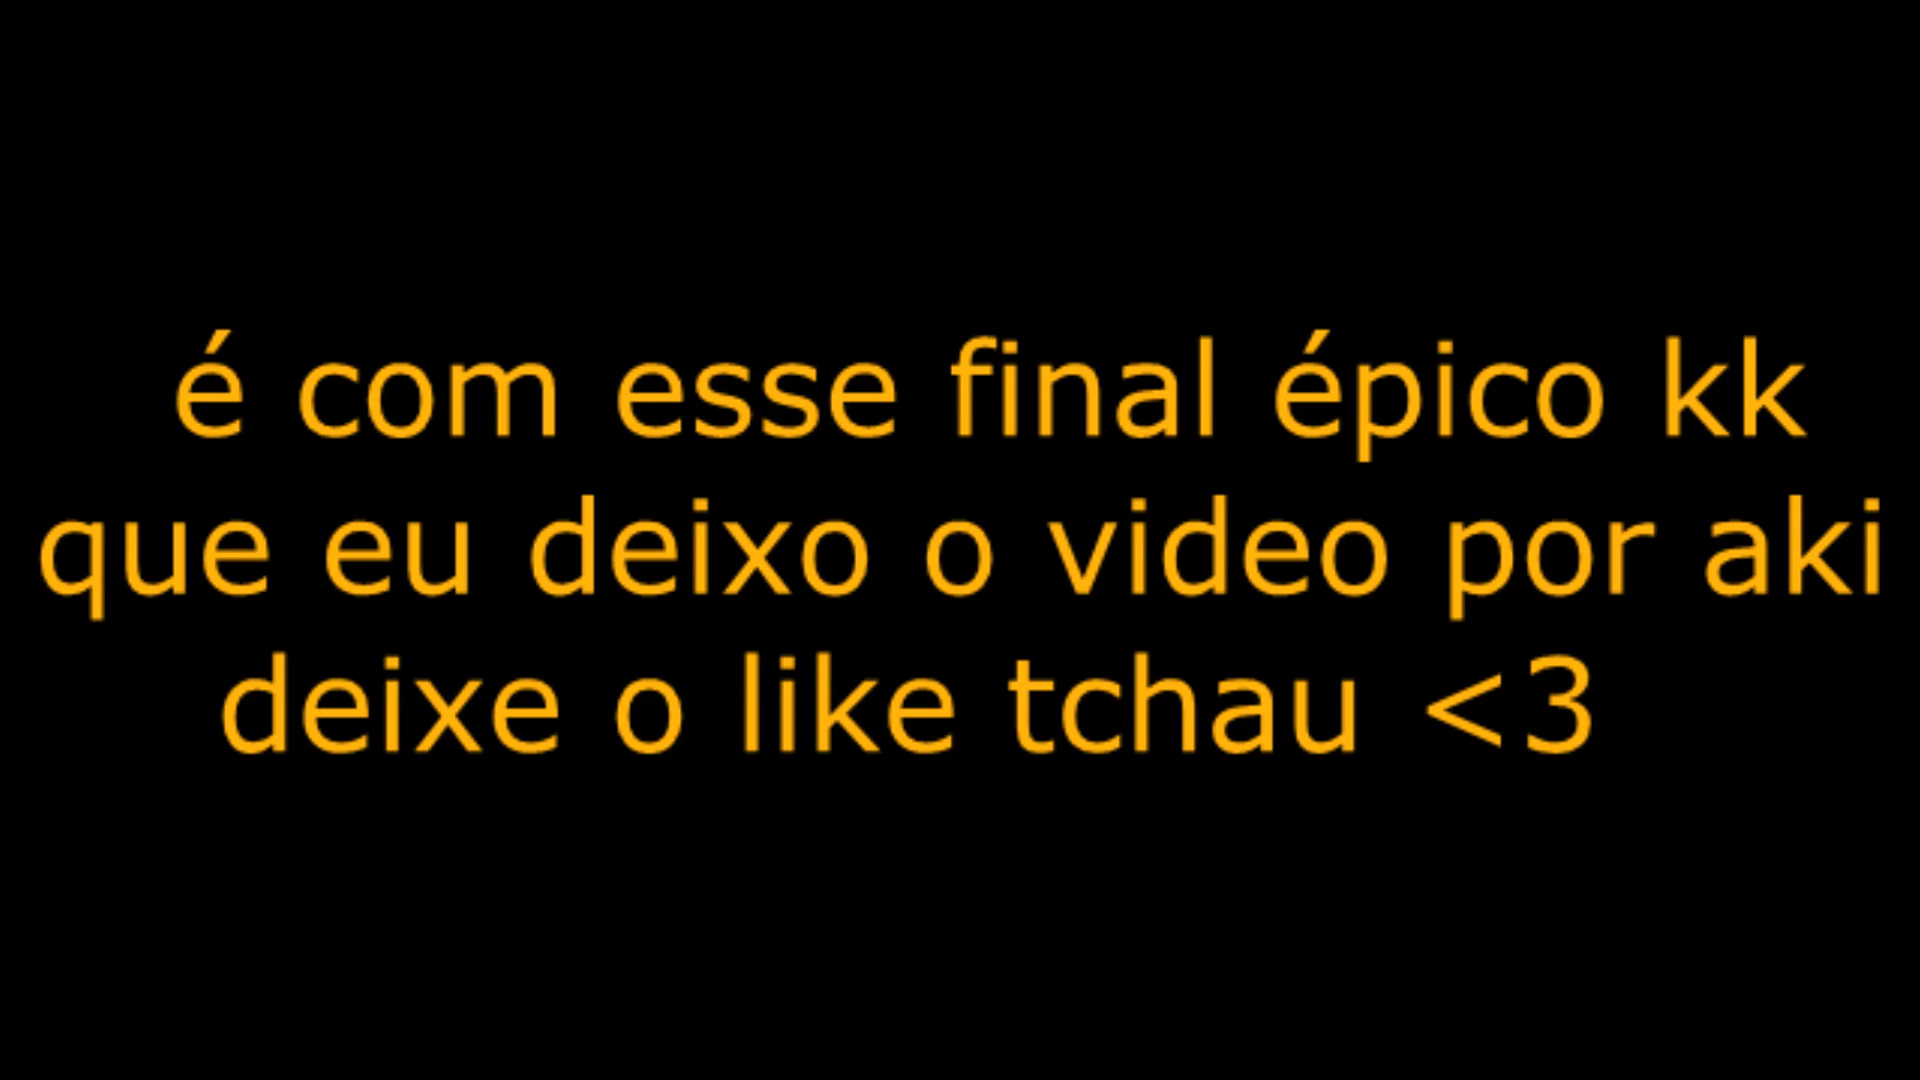 é com esse final épico kk
que eu deixo o video por aki
deixe o like tchau <3